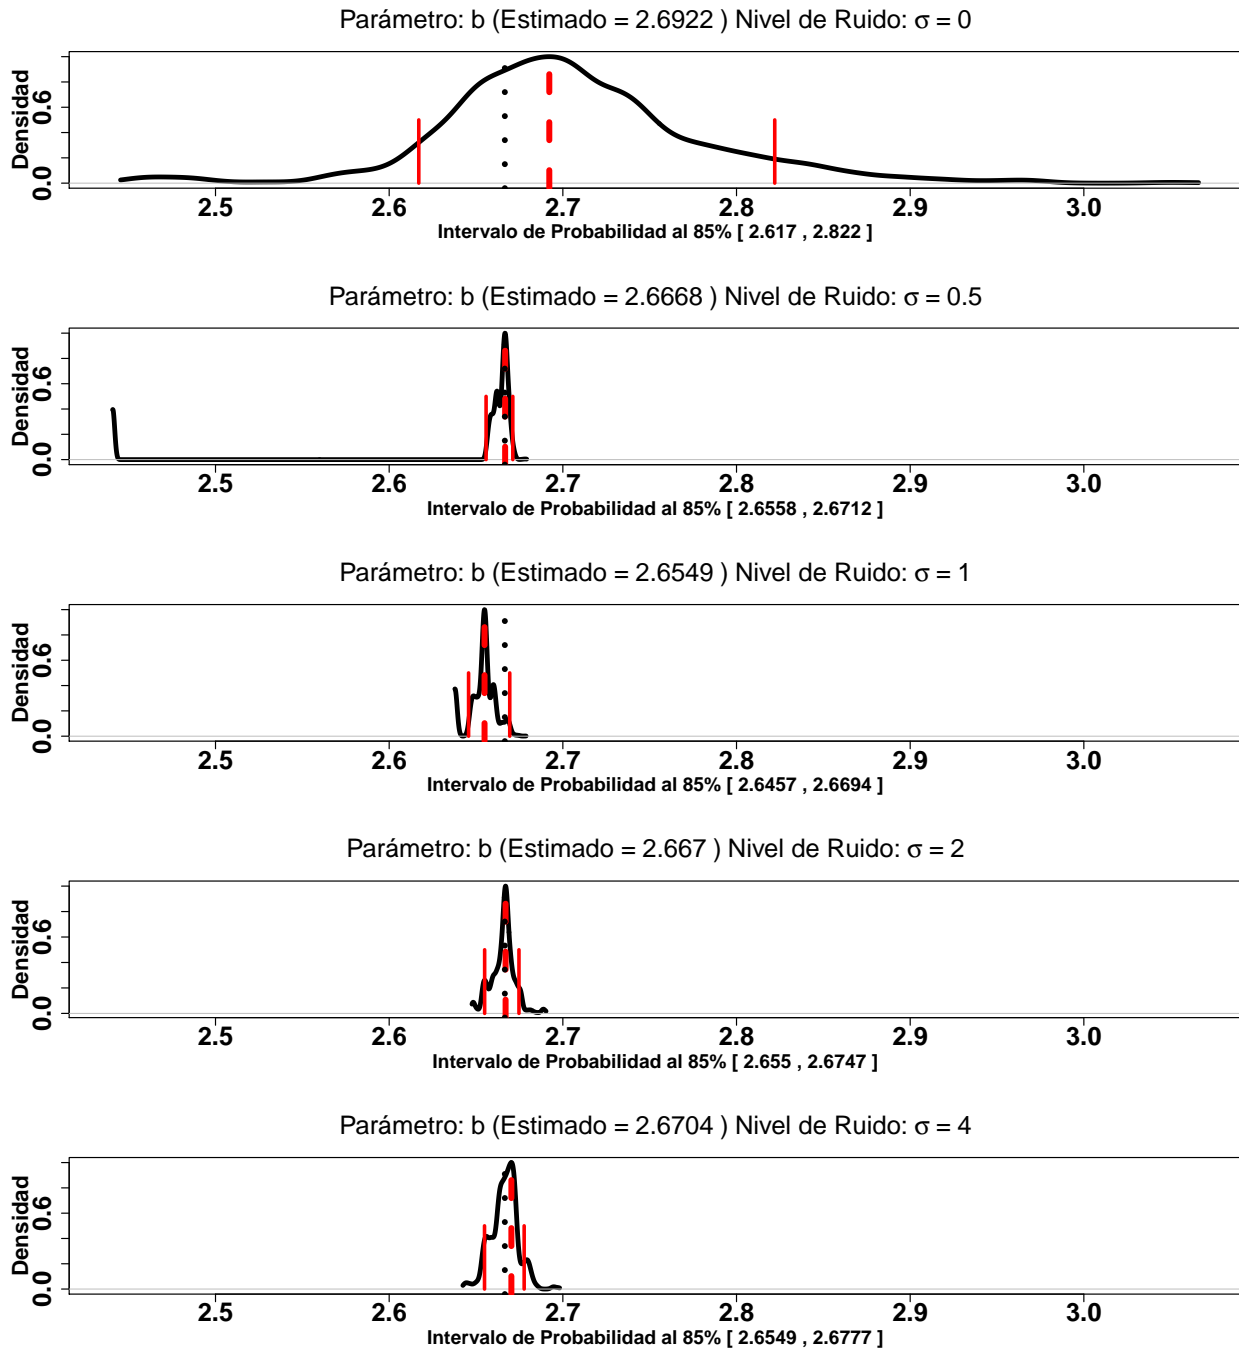 Parámetro: b (Estimado = 2.6922 ) Nivel de Ruido: σ = 0
Densidad
0.0 0.6
2.5 2.6 2.7 2.8 2.9 3.0
Intervalo de Probabilidad al 85% [ 2.617 , 2.822 ]
Parámetro: b (Estimado = 2.6668 ) Nivel de Ruido: σ = 0.5
Densidad
0.0 0.6
2.5 2.6 2.7 2.8 2.9 3.0
Intervalo de Probabilidad al 85% [ 2.6558 , 2.6712 ]
Parámetro: b (Estimado = 2.6549 ) Nivel de Ruido: σ = 1
Densidad
0.0 0.6
2.5 2.6 2.7 2.8 2.9 3.0
Intervalo de Probabilidad al 85% [ 2.6457 , 2.6694 ]
Parámetro: b (Estimado = 2.667 ) Nivel de Ruido: σ = 2
Densidad
0.0 0.6
2.5 2.6 2.7 2.8 2.9 3.0
Intervalo de Probabilidad al 85% [ 2.655 , 2.6747 ]
Parámetro: b (Estimado = 2.6704 ) Nivel de Ruido: σ = 4
Densidad
0.0 0.6
2.5 2.6 2.7 2.8 2.9 3.0
Intervalo de Probabilidad al 85% [ 2.6549 , 2.6777 ]